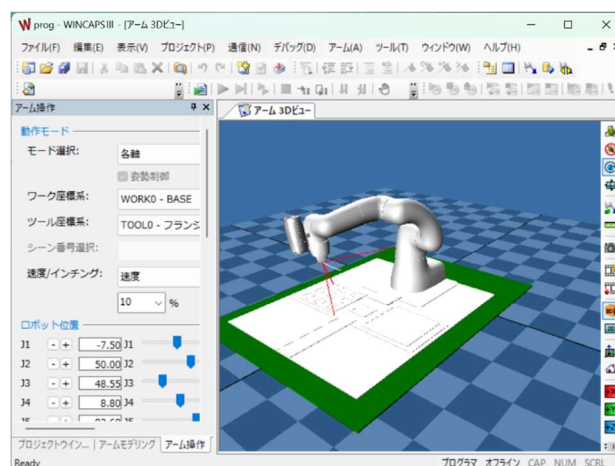 prog - WINCAPSIII - [アーム 3Dビュー]
ファイル(F) 編集(E) 表示(V) プロジェクト(P) 通信(N) デバッグ(D) アーム(A) ツール(T) ウィンドウ(W) ヘルプ(H)
アーム操作
アーム 3Dビュー
動作モード
モード選択: 各軸
姿勢制御
ワーク座標系: WORK0 - BASE
ツール座標系: TOOL0 - フランジ
シーン番号選択:
速度/インチング: 速度
10 %
ロボット位置
J1 - + -7.50 J1
J2 - + 50.00 J2
J3 - + 48.55 J3
J4 - + 8.80 J4
プロジェクトウイン... アームモデリング アーム操作
Ready プログラマ オフライン CAP NUM SCRL